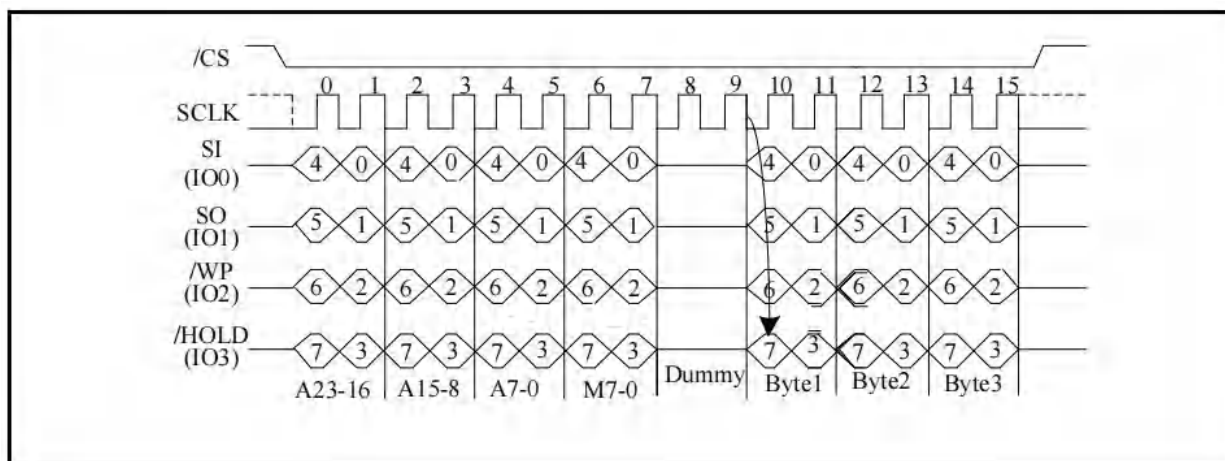 /CS
0 1 2 3 4 5 6 7 8 9 10 11 12 13 14 15
SCLK
SI
(IO0)
4 0 4 0 4 0 4 0 4 0 4 0 4 0
SO
(IO1)
5 1 5 1 5 1 5 1 5 1 5 1 5 1
/WP
(IO2)
6 2 6 2 6 2 6 2 6 2 6 2 6 2
/HOLD
(IO3)
7 3 7 3 7 3 7 3 7 3 7 3 7 3
A23-16 A15-8 A7-0 M7-0 Dummy Byte1 Byte2 Byte3